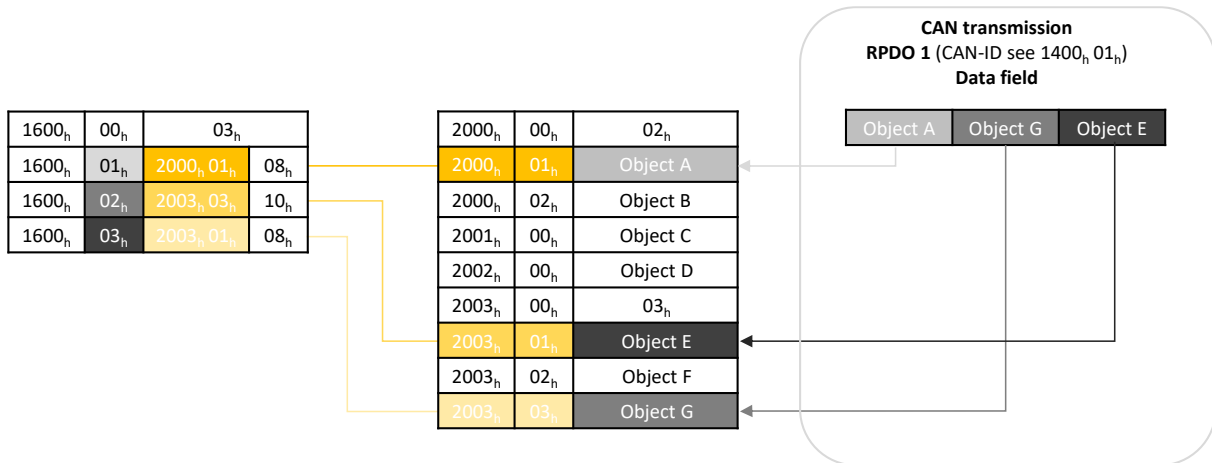 CAN transmission
RPDO 1 (CAN-ID see 1400h 01h)
Data field
Object A Object G Object E
1600h 00h 03h
1600h 01h 2000h 01h 08h
1600h 02h 2003h 03h 10h
1600h 03h 2003h 01h 08h
2000h 00h 02h
2000h 01h Object A
2000h 02h Object B
2001h 00h Object C
2002h 00h Object D
2003h 00h 03h
2003h 01h Object E
2003h 02h Object F
2003h 03h Object G